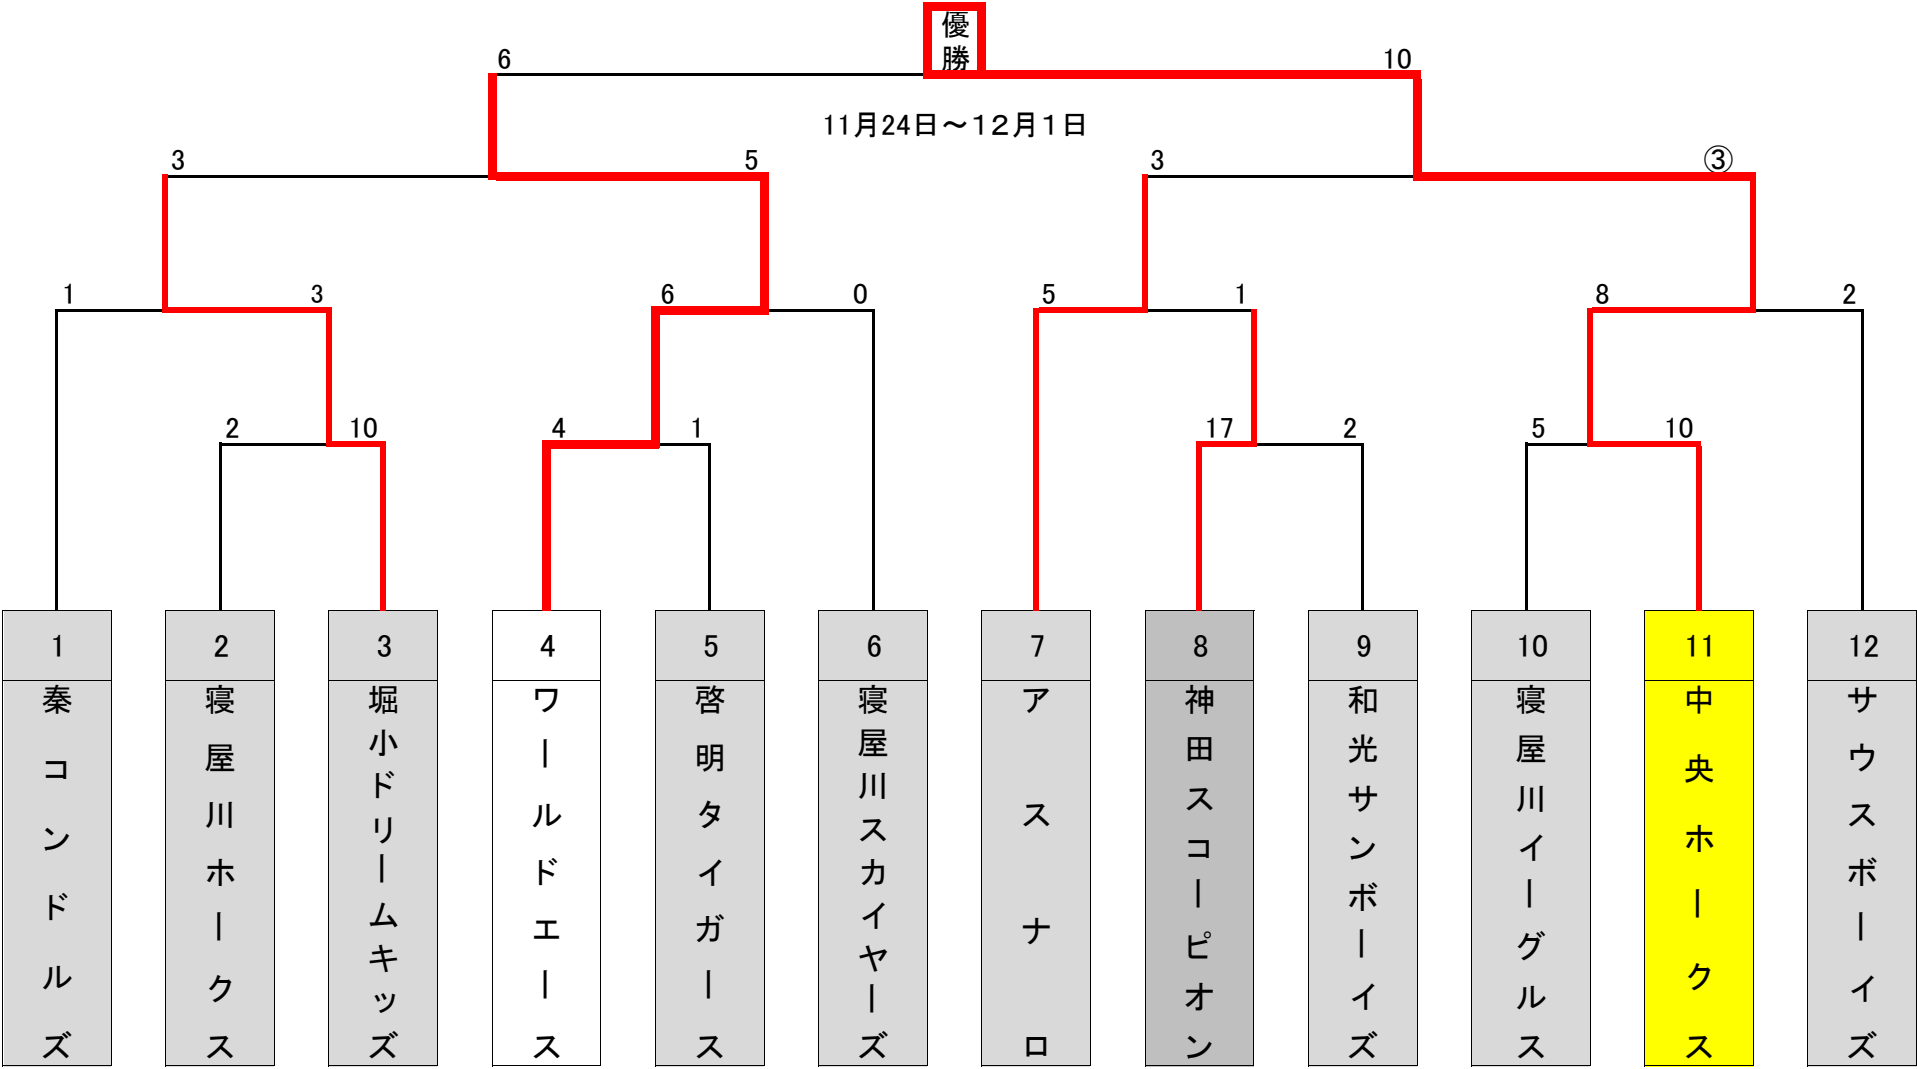 優勝
6
10
11月24日～１２月１日
3
5
3
③
1
3
6
0
5
1
8
2
2
10
4
1
17
2
5
10
1
2
3
4
5
6
7
8
9
10
11
12
秦コンドルズ
寝屋川ホークス
堀小ドリームキッズ
ワールドエース
啓明タイガース
寝屋川スカイヤーズ
アスナロ
神田スコーピオン
和光サンボーイズ
寝屋川イーグルス
中央ホークス
サウスボーイズ